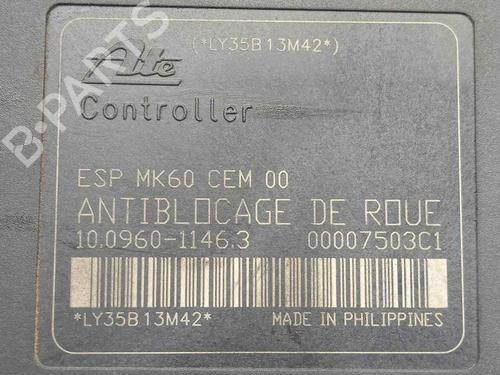 (*LY35B13M42*)
Ate
Controller
B-PARTS
ESP MK60 CEM 00
ANTIBLOCAGE DE ROUE
10.0960-1146.3 00007503C1
*LY35B13M42* MADE IN PHILIPPINES